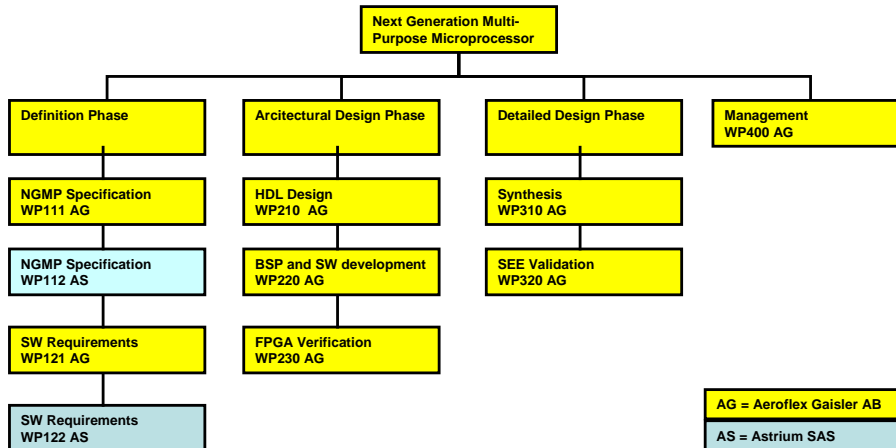 Next Generation Multi-
Purpose Microprocessor
Definition Phase
Arcitectural Design Phase
Detailed Design Phase
Management
WP400 AG
NGMP Specification
WP111 AG
HDL Design
WP210 AG
Synthesis
WP310 AG
NGMP Specification
WP112 AS
BSP and SW development
WP220 AG
SEE Validation
WP320 AG
SW Requirements
WP121 AG
FPGA Verification
WP230 AG
SW Requirements
WP122 AS
AG = Aeroflex Gaisler AB
AS = Astrium SAS